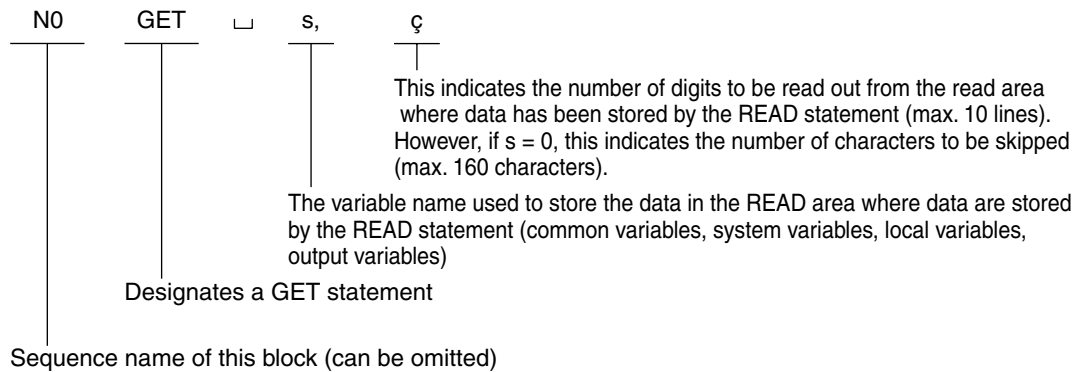 N0 GET ␣ s, ç
This indicates the number of digits to be read out from the read area
where data has been stored by the READ statement (max. 10 lines).
However, if s = 0, this indicates the number of characters to be skipped
(max. 160 characters).
The variable name used to store the data in the READ area where data are stored
by the READ statement (common variables, system variables, local variables,
output variables)
Designates a GET statement
Sequence name of this block (can be omitted)